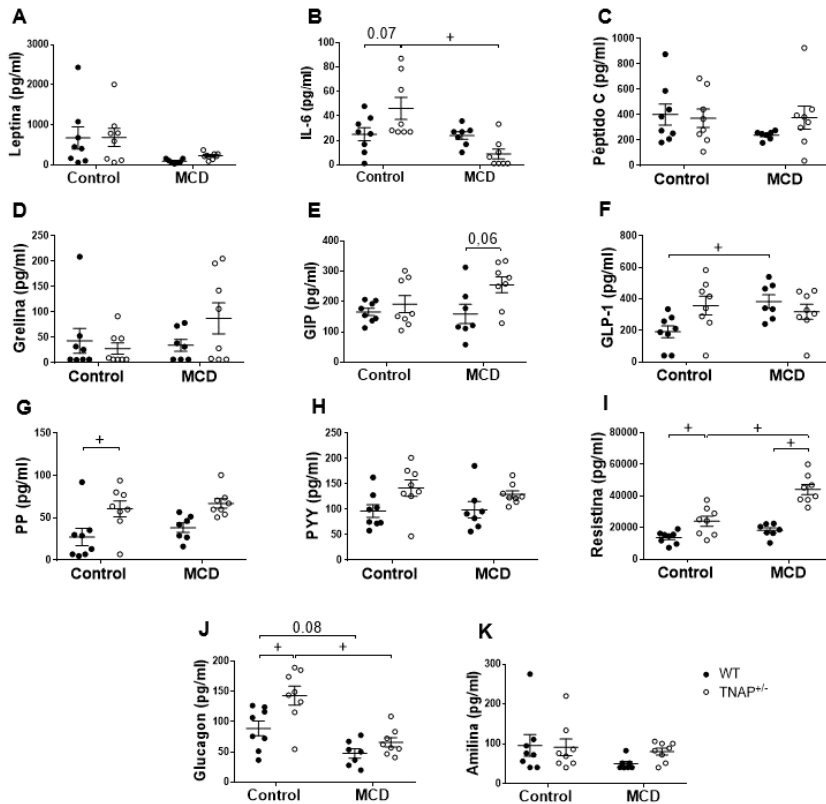 A
Leptina (pg/ml)
3000
2000
1000
500
0
Control MCD
B
0.07
+
IL-6 (pg/ml)
100
80
60
40
20
0
Control MCD
C
Péptido C (pg/ml)
1000
800
600
400
200
0
Control MCD
D
Grelina (pg/ml)
250
200
150
100
50
0
Control MCD
E
0,06
GIP (pg/ml)
400
300
200
100
0
Control MCD
F
+
GLP-1 (pg/ml)
800
600
400
200
0
Control MCD
G
+
PP (pg/ml)
150
100
50
0
Control MCD
H
PYY (pg/ml)
250
200
150
100
50
0
Control MCD
I
+ +
+
Resistina (pg/ml)
80000
60000
40000
20000
0
Control MCD
J
0.08
+ +
Glucagon (pg/ml)
200
150
100
50
0
Control MCD
K
Amilina (pg/ml)
300
200
100
0
Control MCD
WT
TNAP+/-